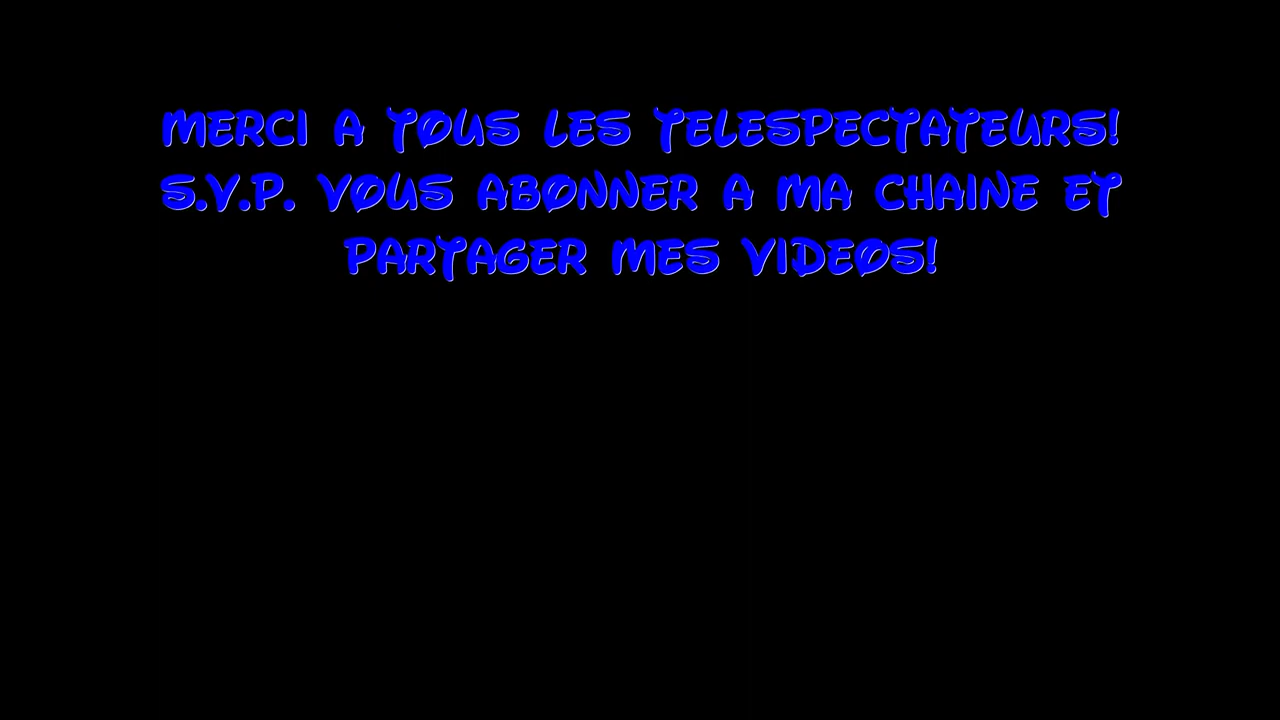 MERCI A TOUS LES TELESPECTATEURS!
S.V.P. VOUS ABONNER A MA CHAINE ET
PARTAGER MES VIDEOS!